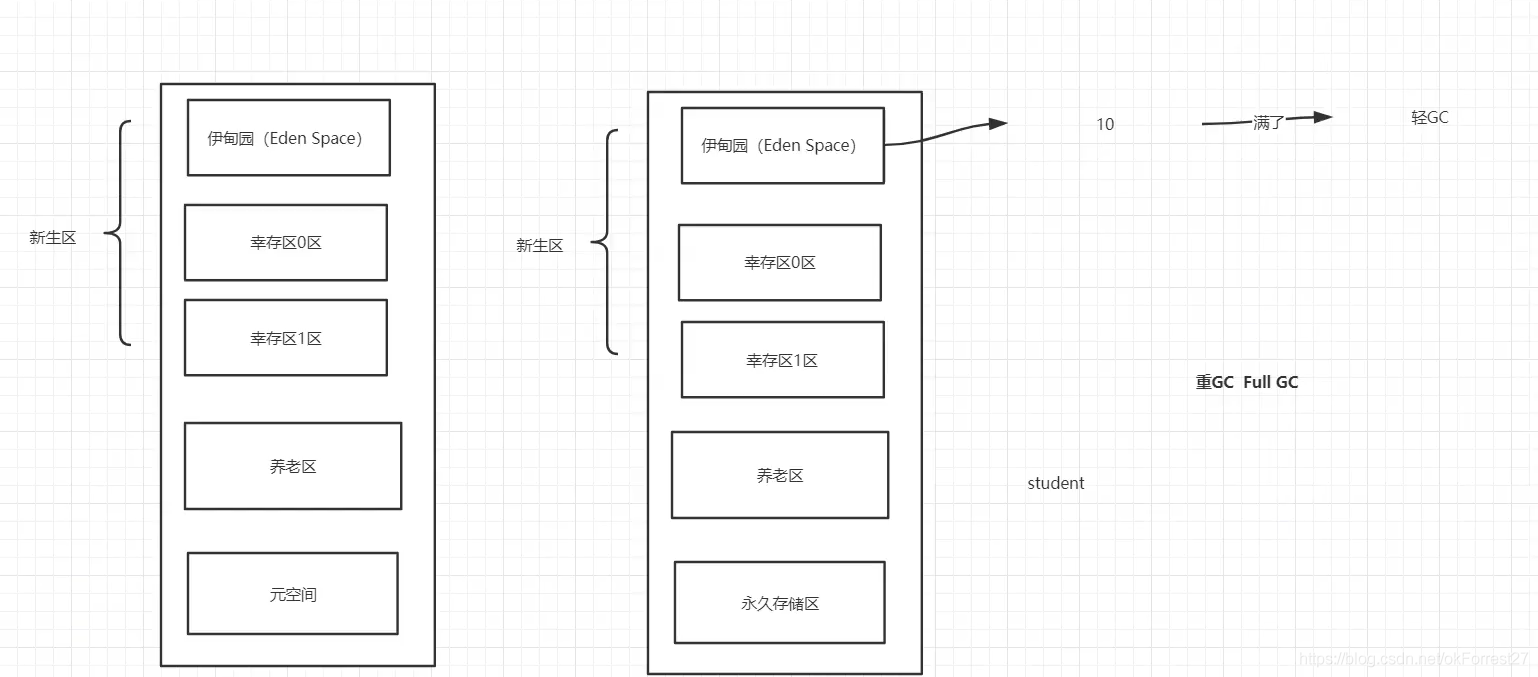 伊甸园（Eden Space）
新生区
幸存区0区
幸存区1区
养老区
元空间
伊甸园（Eden Space）
新生区
幸存区0区
幸存区1区
养老区
永久存储区
10
满了
轻GC
重GC Full GC
student
https://blog.csdn.net/okForrest27